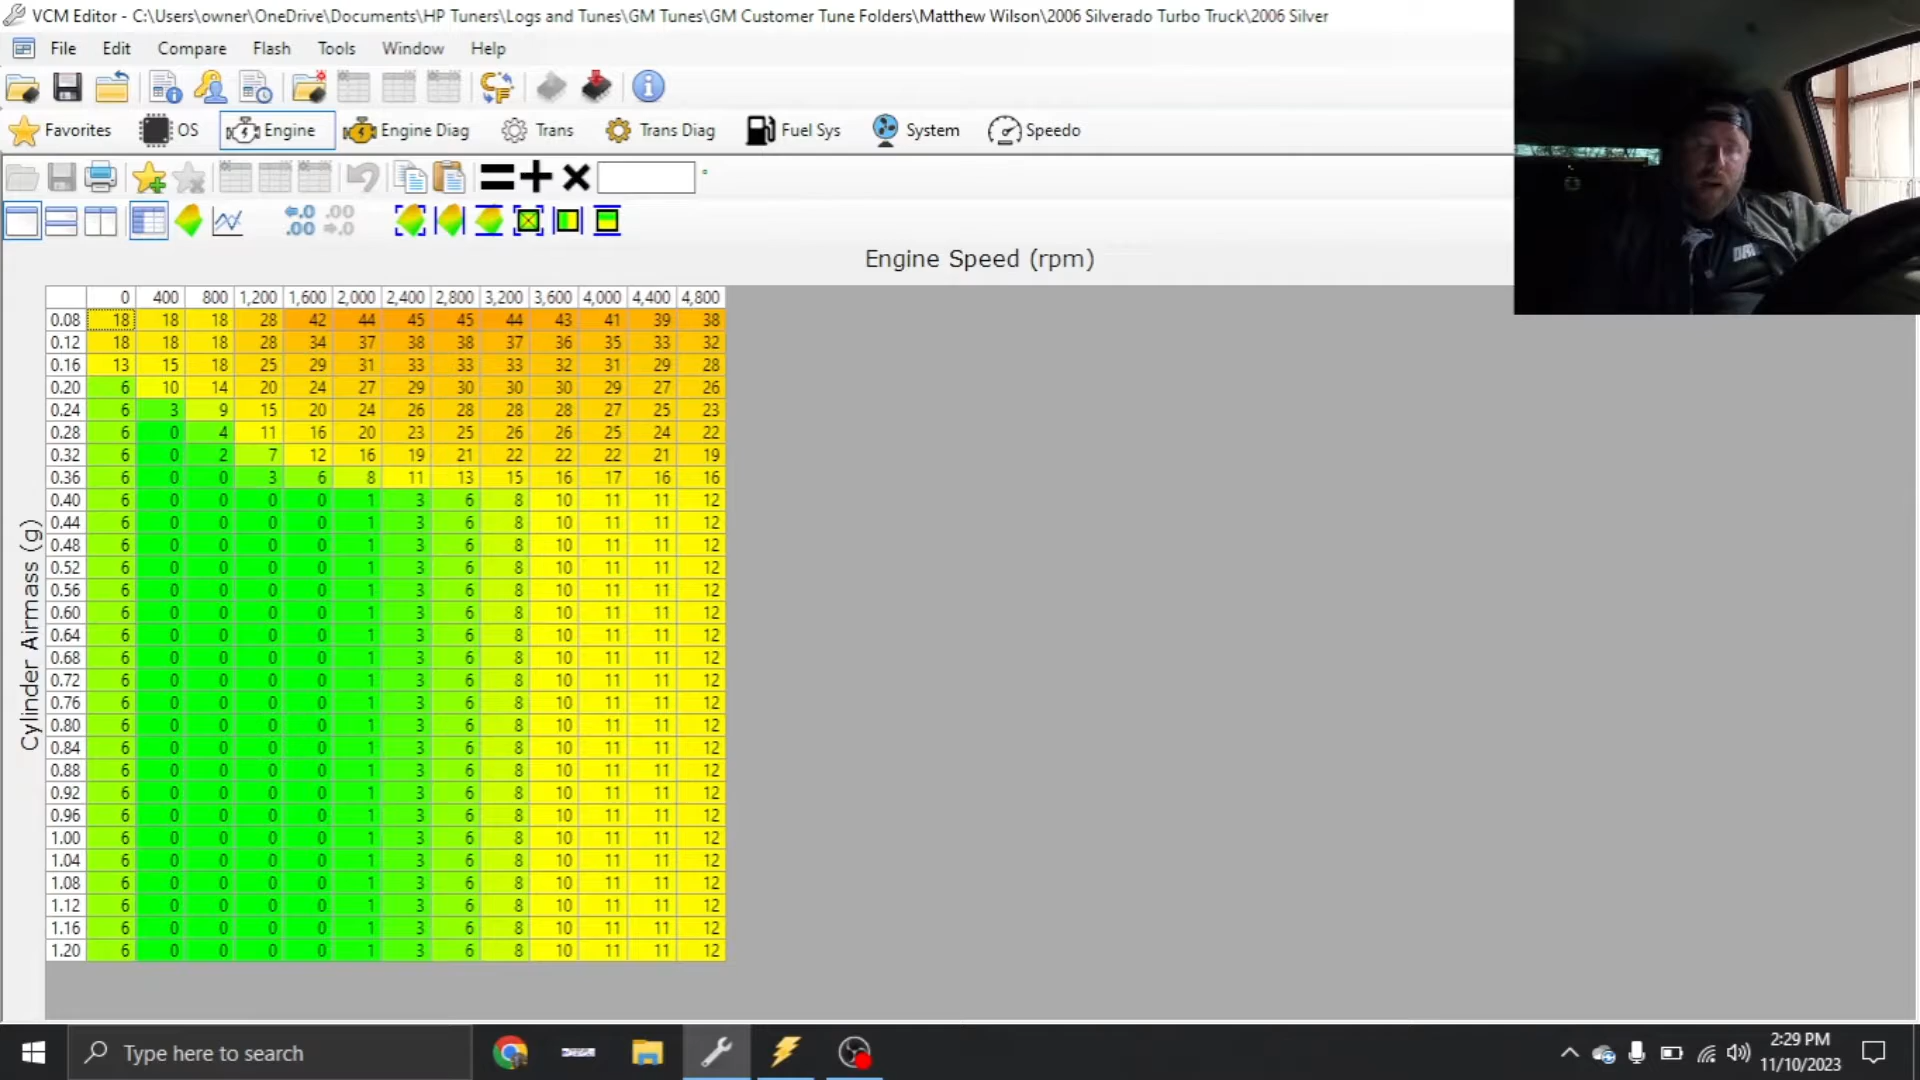 VCM Editor - C:\Users\owner\OneDrive\Documents\HP Tuners\Logs and Tunes\GM Tunes\GM Customer Tune Folders\Matthew Wilson\2006 Silverado Turbo Truck\2006 Silver
File Edit Compare Flash Tools Window Help
Favorites OS Engine Engine Diag Trans Trans Diag Fuel Sys System Speedo
Engine Speed (rpm)
0 400 800 1,200 1,600 2,000 2,400 2,800 3,200 3,600 4,000 4,400 4,800
0.08 18 18 18 28 42 44 45 45 44 43 41 39 38
0.12 18 18 18 28 34 37 38 38 37 36 35 33 32
0.16 13 15 18 25 29 31 33 33 33 32 31 29 28
0.20 6 10 14 20 24 27 29 30 30 30 29 27 26
0.24 6 3 9 15 20 24 26 28 28 28 27 25 23
0.28 6 0 4 11 16 20 23 25 26 26 25 24 22
0.32 6 0 2 7 12 16 19 21 22 22 22 21 19
0.36 6 0 0 3 6 8 11 13 15 16 17 16 16
0.40 6 0 0 0 0 1 3 6 8 10 11 11 12
0.44 6 0 0 0 0 1 3 6 8 10 11 11 12
0.48 6 0 0 0 0 1 3 6 8 10 11 11 12
0.52 6 0 0 0 0 1 3 6 8 10 11 11 12
0.56 6 0 0 0 0 1 3 6 8 10 11 11 12
0.60 6 0 0 0 0 1 3 6 8 10 11 11 12
0.64 6 0 0 0 0 1 3 6 8 10 11 11 12
0.68 6 0 0 0 0 1 3 6 8 10 11 11 12
0.72 6 0 0 0 0 1 3 6 8 10 11 11 12
0.76 6 0 0 0 0 1 3 6 8 10 11 11 12
0.80 6 0 0 0 0 1 3 6 8 10 11 11 12
0.84 6 0 0 0 0 1 3 6 8 10 11 11 12
0.88 6 0 0 0 0 1 3 6 8 10 11 11 12
0.92 6 0 0 0 0 1 3 6 8 10 11 11 12
0.96 6 0 0 0 0 1 3 6 8 10 11 11 12
1.00 6 0 0 0 0 1 3 6 8 10 11 11 12
1.04 6 0 0 0 0 1 3 6 8 10 11 11 12
1.08 6 0 0 0 0 1 3 6 8 10 11 11 12
1.12 6 0 0 0 0 1 3 6 8 10 11 11 12
1.16 6 0 0 0 0 1 3 6 8 10 11 11 12
1.20 6 0 0 0 0 1 3 6 8 10 11 11 12
Cylinder Airmass (g)
Type here to search
2:29 PM
11/10/2023